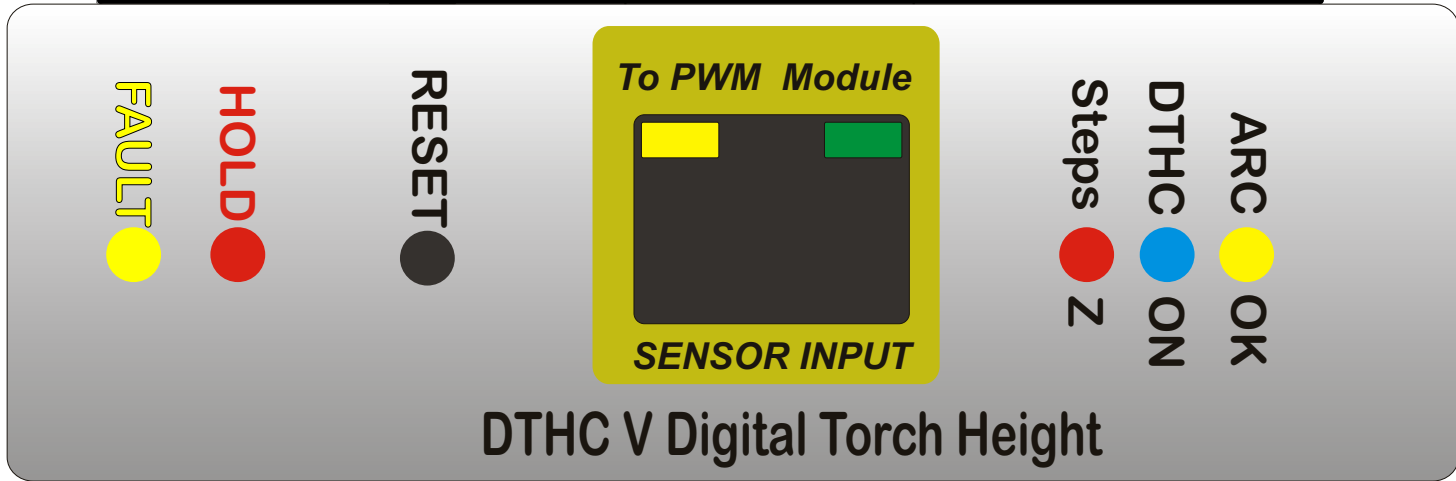 FAULT
HOLD
RESET
To PWM Module
SENSOR INPUT
Steps Z
DTHC ON
ARC OK
DTHC V Digital Torch Height